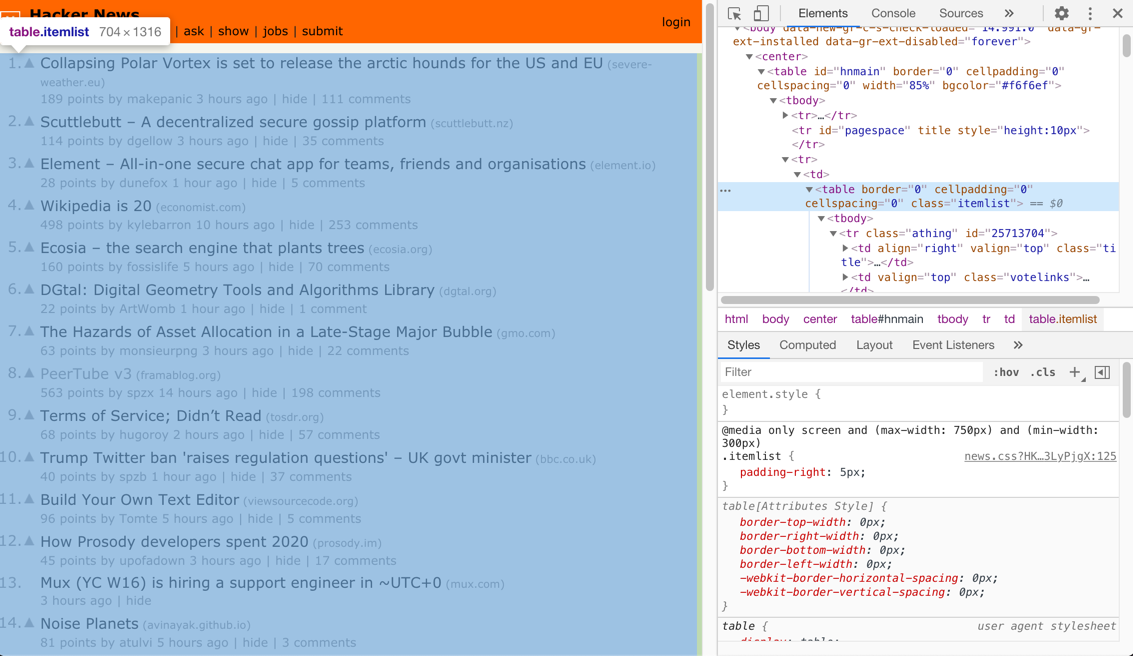 Hacker News
table.itemlist 704 × 1316
| ask | show | jobs | submit
login
1. Collapsing Polar Vortex is set to release the arctic hounds for the US and EU (severe-
weather.eu)
189 points by makepanic 3 hours ago | hide | 111 comments
2. Scuttlebutt – A decentralized secure gossip platform (scuttlebutt.nz)
114 points by dgellow 3 hours ago | hide | 35 comments
3. Element – All-in-one secure chat app for teams, friends and organisations (element.io)
28 points by dunefox 1 hour ago | hide | 5 comments
4. Wikipedia is 20 (economist.com)
498 points by kylebarron 10 hours ago | hide | 253 comments
5. Ecosia – the search engine that plants trees (ecosia.org)
160 points by fossislife 5 hours ago | hide | 70 comments
6. DGtal: Digital Geometry Tools and Algorithms Library (dgtal.org)
22 points by ArtWomb 1 hour ago | hide | 1 comment
7. The Hazards of Asset Allocation in a Late-Stage Major Bubble (gmo.com)
63 points by monsieurpng 3 hours ago | hide | 22 comments
8. PeerTube v3 (framablog.org)
563 points by spzx 14 hours ago | hide | 198 comments
9. Terms of Service; Didn’t Read (tosdr.org)
68 points by hugoroy 2 hours ago | hide | 57 comments
10. Trump Twitter ban 'raises regulation questions' – UK govt minister (bbc.co.uk)
40 points by spzb 1 hour ago | hide | 37 comments
11. Build Your Own Text Editor (viewsourcecode.org)
96 points by Tomte 5 hours ago | hide | 5 comments
12. How Prosody developers spent 2020 (prosody.im)
45 points by upofadown 3 hours ago | hide | 17 comments
13. Mux (YC W16) is hiring a support engineer in ~UTC+0 (mux.com)
3 hours ago | hide
14. Noise Planets (avinayak.github.io)
81 points by atulvi 5 hours ago | hide | 3 comments
Elements Console Sources »
<body data-new-gr-c-s-check-loaded="14.991.0" data-gr-
ext-installed data-gr-ext-disabled="forever">
<center>
<table id="hnmain" border="0" cellpadding="0"
cellspacing="0" width="85%" bgcolor="#f6f6ef">
<tbody>
<tr>…</tr>
<tr id="pagespace" title style="height:10px">
</tr>
<tr>
<td>
… <table border="0" cellpadding="0"
cellspacing="0" class="itemlist"> == $0
<tbody>
<tr class="athing" id="25713704">
<td align="right" valign="top" class="ti
tle">…</td>
<td valign="top" class="votelinks">…
</td>
html body center table#hnmain tbody tr td table.itemlist
Styles Computed Layout Event Listeners »
Filter :hov .cls +
element.style {
}
@media only screen and (max-width: 750px) and (min-width:
300px)
.itemlist { news.css?HK…3LyPjgX:125
padding-right: 5px;
}
table[Attributes Style] {
border-top-width: 0px;
border-right-width: 0px;
border-bottom-width: 0px;
border-left-width: 0px;
-webkit-border-horizontal-spacing: 0px;
-webkit-border-vertical-spacing: 0px;
}
table { user agent stylesheet
display: table;